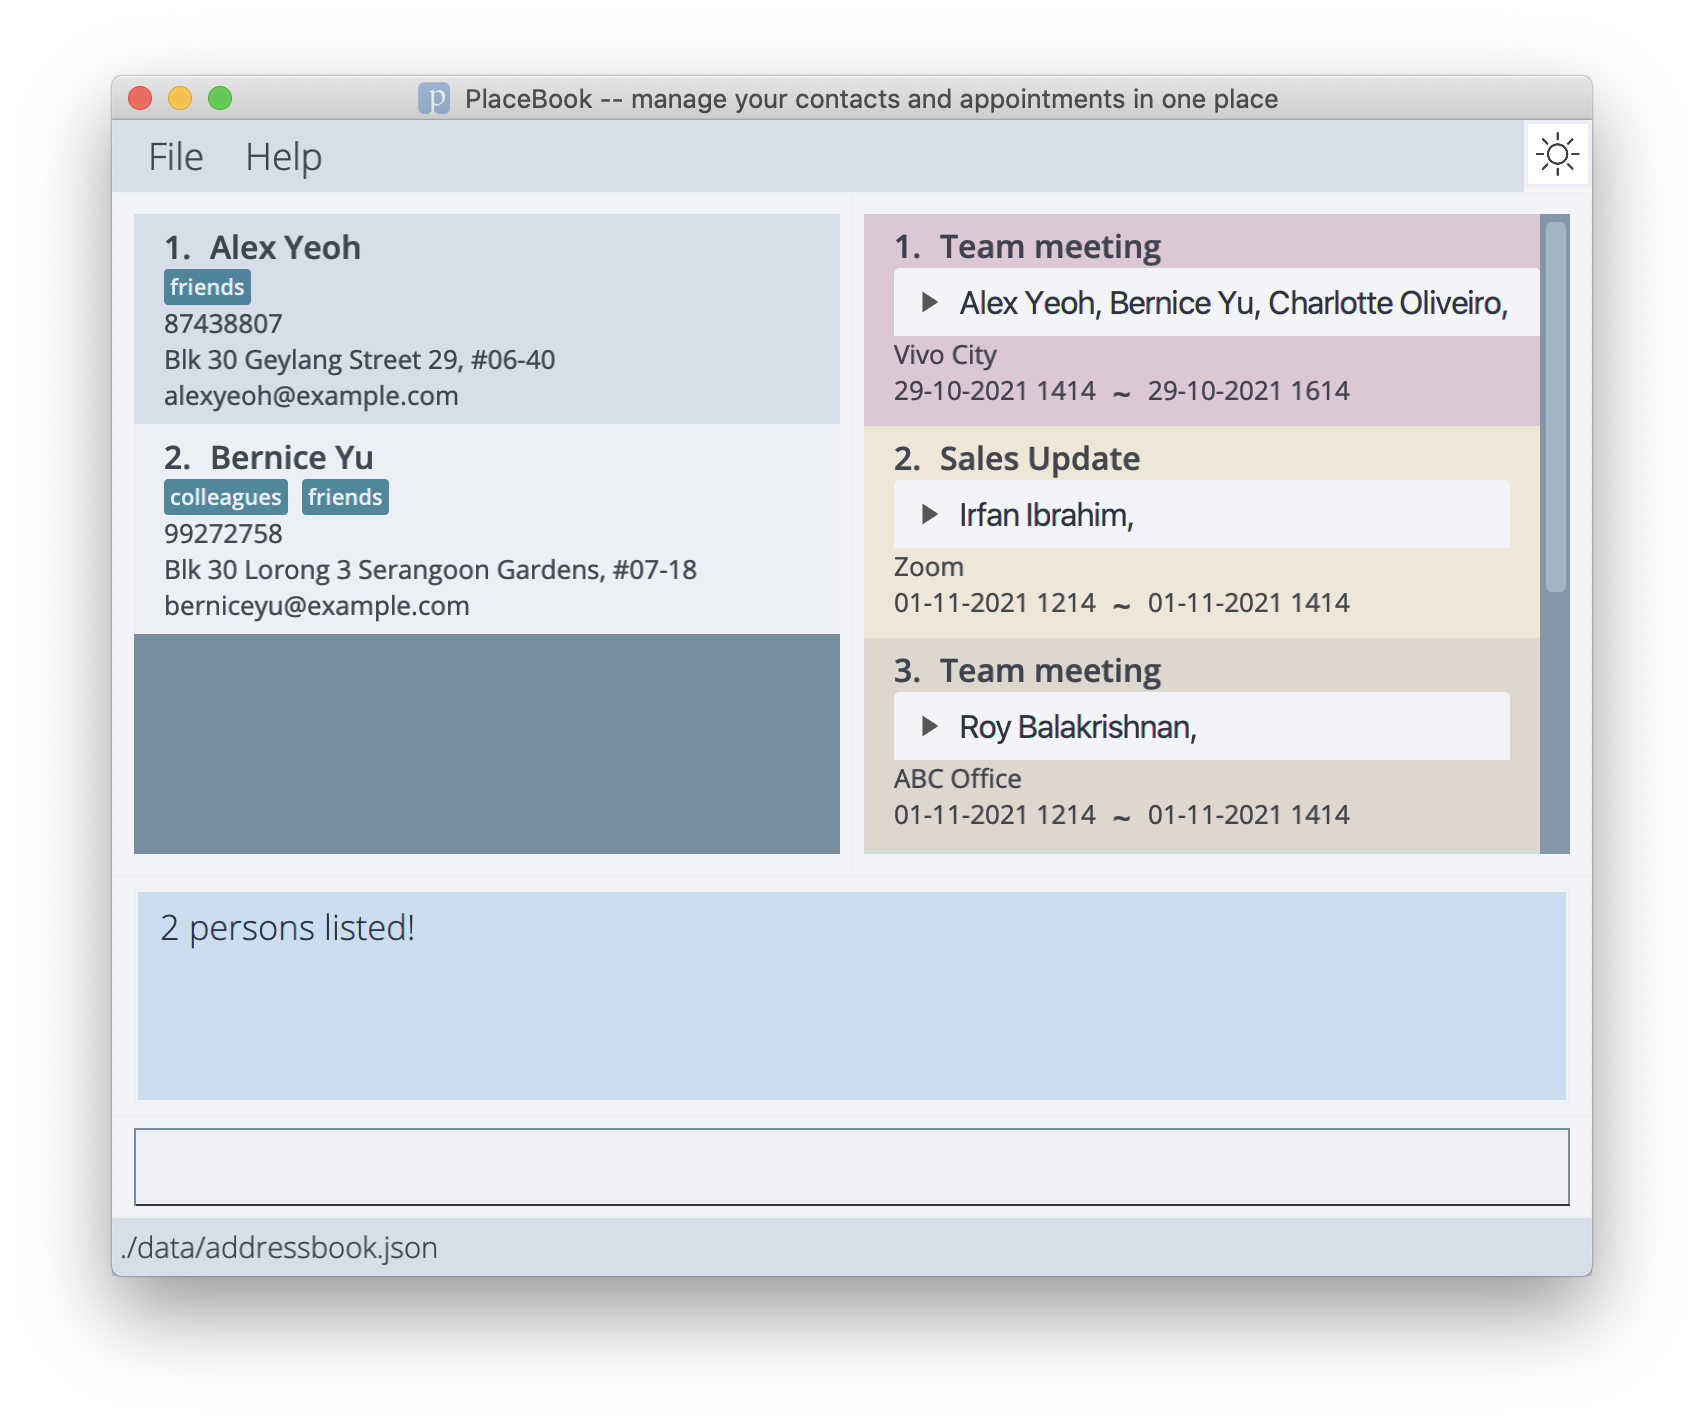 p PlaceBook -- manage your contacts and appointments in one place
File Help
1. Alex Yeoh
friends
87438807
Blk 30 Geylang Street 29, #06-40
alexyeoh@example.com
2. Bernice Yu
colleagues friends
99272758
Blk 30 Lorong 3 Serangoon Gardens, #07-18
berniceyu@example.com
1. Team meeting
Alex Yeoh, Bernice Yu, Charlotte Oliveiro,
Vivo City
29-10-2021 1414 ~ 29-10-2021 1614
2. Sales Update
Irfan Ibrahim,
Zoom
01-11-2021 1214 ~ 01-11-2021 1414
3. Team meeting
Roy Balakrishnan,
ABC Office
01-11-2021 1214 ~ 01-11-2021 1414
2 persons listed!
./data/addressbook.json